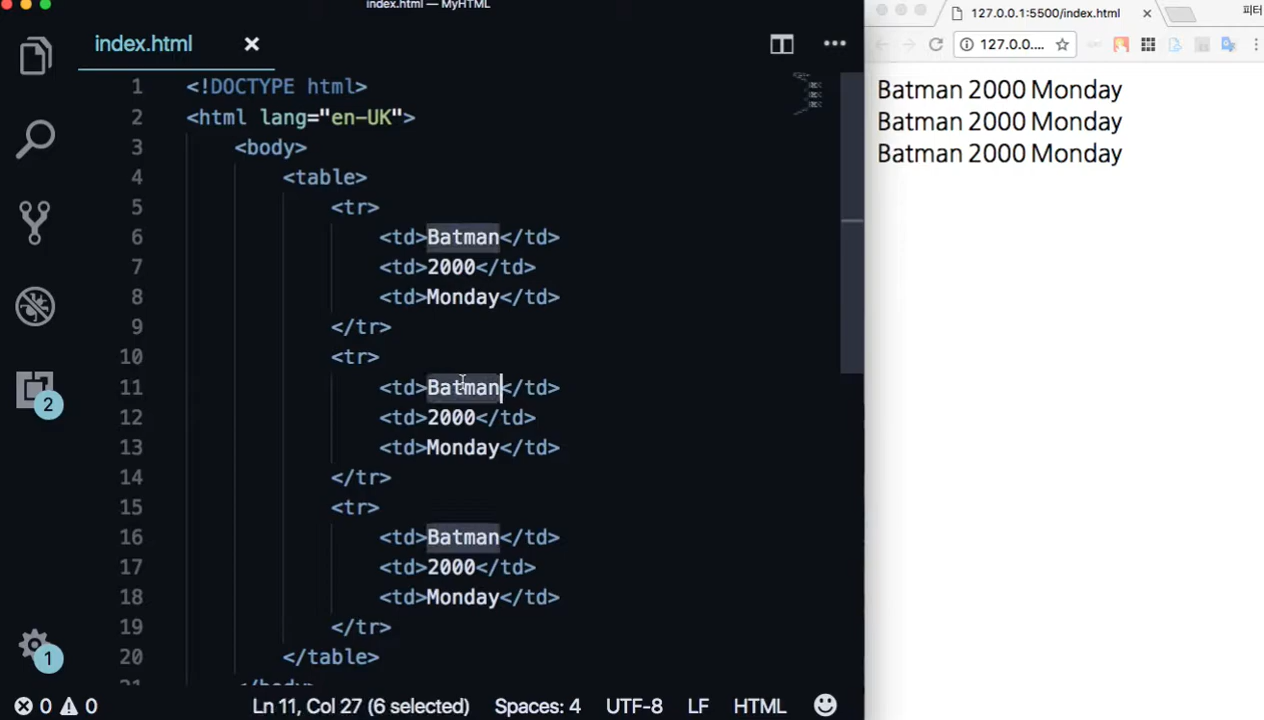 index.html — MyHTML
index.html
1 <!DOCTYPE html>
2 <html lang="en-UK">
3 <body>
4 <table>
5 <tr>
6 <td>Batman</td>
7 <td>2000</td>
8 <td>Monday</td>
9 </tr>
10 <tr>
11 <td>Batman</td>
12 <td>2000</td>
13 <td>Monday</td>
14 </tr>
15 <tr>
16 <td>Batman</td>
17 <td>2000</td>
18 <td>Monday</td>
19 </tr>
20 </table>
21 </body>
2
1
0 0 Ln 11, Col 27 (6 selected) Spaces: 4 UTF-8 LF HTML
127.0.0.1:5500/index.html
피터
127.0.0....
Batman 2000 Monday
Batman 2000 Monday
Batman 2000 Monday